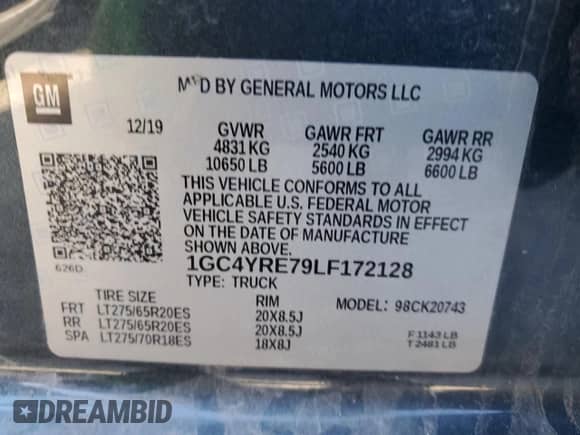 GM
M'D BY GENERAL MOTORS LLC
12/19
GVWR GAWR FRT GAWR RR
4831 KG 2540 KG 2994 KG
10650 LB 5600 LB 6600 LB
THIS VEHICLE CONFORMS TO ALL
APPLICABLE U.S. FEDERAL MOTOR
VEHICLE SAFETY STANDARDS IN EFFECT
ON THE DATE OF MANUFACTURE
SHOWN ABOVE.
626D
1GC4YRE79LF172128
TYPE: TRUCK
TIRE SIZE RIM MODEL: 98CK20743
FRT LT275/65R20ES 20X8.5J
RR LT275/65R20ES 20X8.5J
SPA LT275/70R18ES 18X8J
F 1143 LB
T 2481 LB
DREAMBID